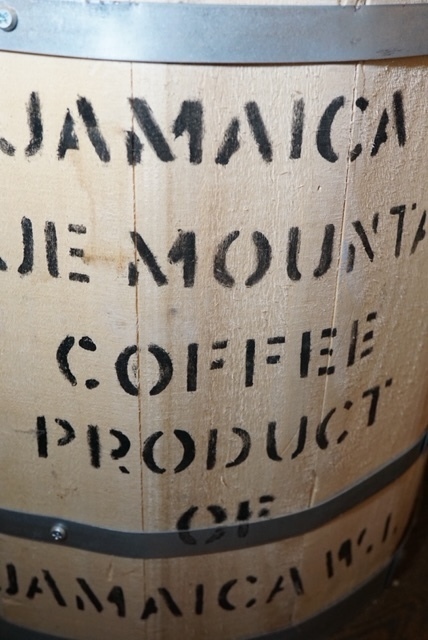 JAMAICA
UE MOUNTA
COFFEE
PRODUCT
OF
JAMAICA W.I.